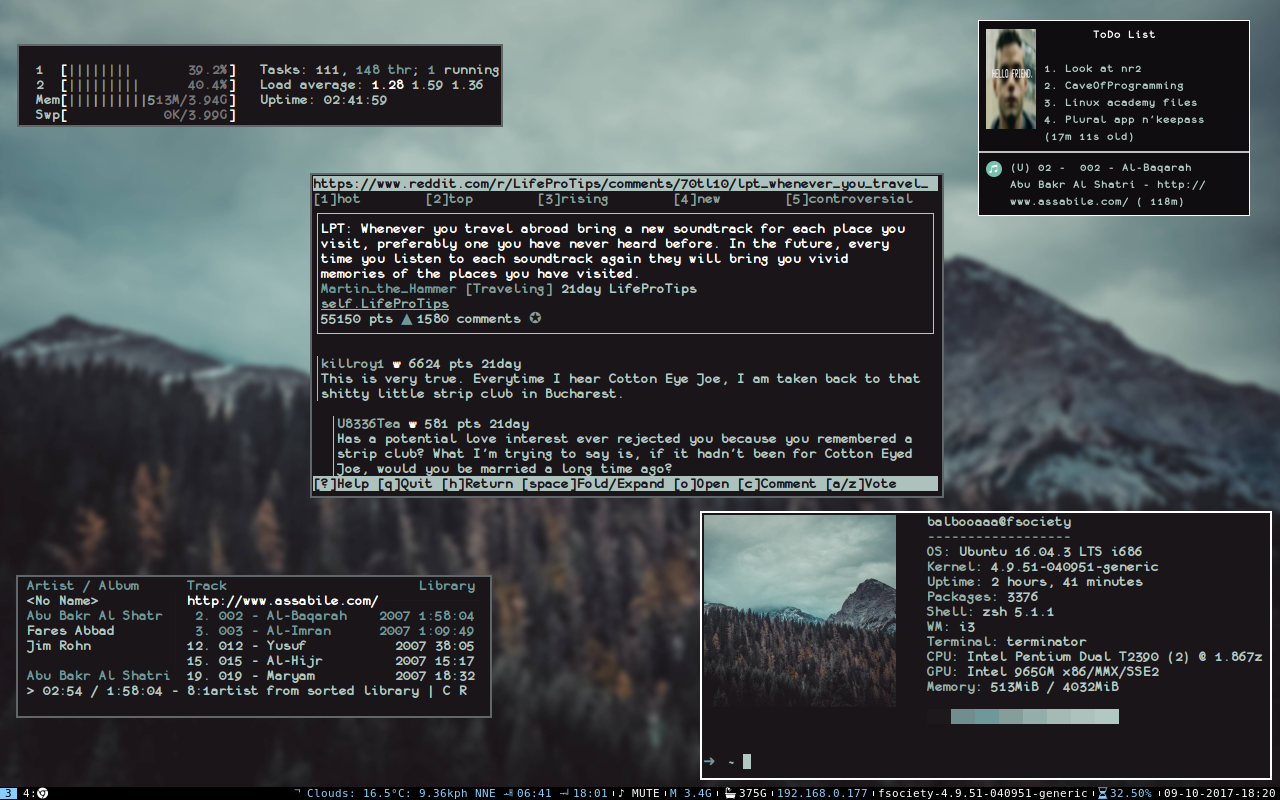 1 [|||||||| 39.2%] Tasks: 111, 148 thr; 1 running
2 [||||||||| 40.4%] Load average: 1.28 1.59 1.36
Mem[||||||||||513M/3.94G] Uptime: 02:41:59
Swp[ 0K/3.99G]
ToDo List
HELLO FRIEND.
1. Look at nr2
2. CaveOfProgramming
3. Linux academy files
4. Plural app n'keepass
(17m 11s old)
(U) 02 - 002 - Al-Baqarah
Abu Bakr Al Shatri - http://
www.assabile.com/ ( 118m)
https://www.reddit.com/r/LifeProTips/comments/70tl10/lpt_whenever_you_travel_
[1]hot [2]top [3]rising [4]new [5]controversial
LPT: Whenever you travel abroad bring a new soundtrack for each place you
visit, preferably one you have never heard before. In the future, every
time you listen to each soundtrack again they will bring you vivid
memories of the places you have visited.
Martin_the_Hammer [Traveling] 21day LifeProTips
self.LifeProTips
55150 pts ▲ 1580 comments ✪
killroy1 6624 pts 21day
This is very true. Everytime I hear Cotton Eye Joe, I am taken back to that
shitty little strip club in Bucharest.
U8336Tea 581 pts 21day
Has a potential love interest ever rejected you because you remembered a
strip club? What I'm trying to say is, if it hadn't been for Cotton Eyed
Joe, would you be married a long time ago?
[?]Help [q]Quit [h]Return [space]Fold/Expand [o]Open [c]Comment [a/z]Vote
Artist / Album Track Library
<No Name> http://www.assabile.com/
Abu Bakr Al Shatr 2. 002 - Al-Baqarah 2007 1:58:04
Fares Abbad 3. 003 - Al-Imran 2007 1:09:49
Jim Rohn 12. 012 - Yusuf 2007 38:05
15. 015 - Al-Hijr 2007 15:17
Abu Bakr Al Shatri 19. 019 - Maryam 2007 18:32
> 02:54 / 1:58:04 - 8:1artist from sorted library | C R
balbooaaa@fsociety
------------------
OS: Ubuntu 16.04.3 LTS i686
Kernel: 4.9.51-040951-generic
Uptime: 2 hours, 41 minutes
Packages: 3376
Shell: zsh 5.1.1
WM: i3
Terminal: terminator
CPU: Intel Pentium Dual T2390 (2) @ 1.867z
GPU: Intel 965GM x86/MMX/SSE2
Memory: 513MiB / 4032MiB
➜ ~
3 4: Clouds: 16.5°C: 9.36kph NNE 06:41 18:01 ♪ MUTE M 3.4G 375G 192.168.0.177 fsociety-4.9.51-040951-generic 32.50% 09-10-2017-18:20